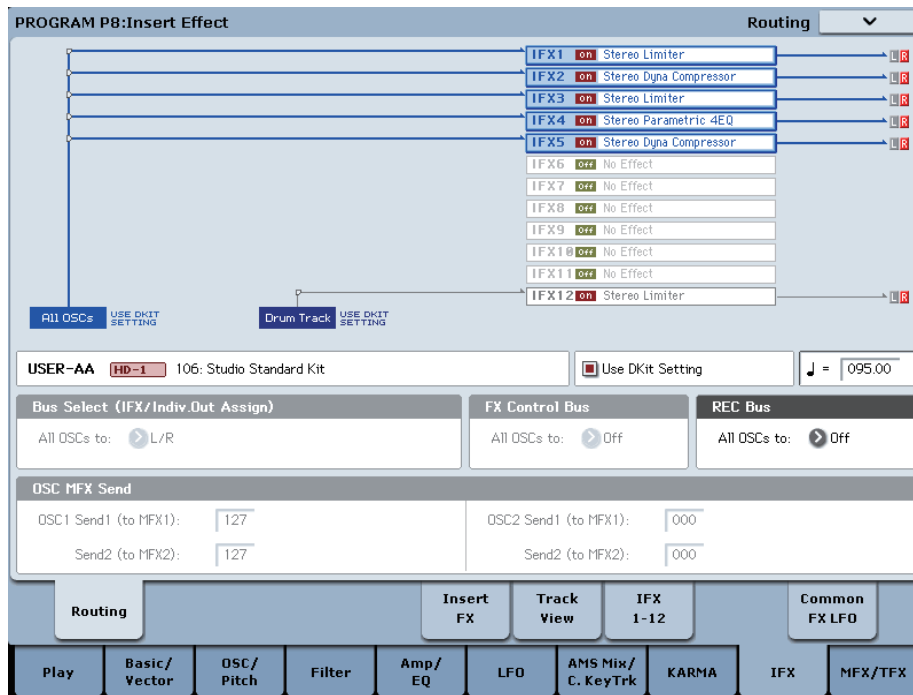 PROGRAM P8:Insert Effect Routing
IFX1 on Stereo Limiter L R
IFX2 on Stereo Dyna Compressor L R
IFX3 on Stereo Limiter L R
IFX4 on Stereo Parametric 4EQ L R
IFX5 on Stereo Dyna Compressor L R
IFX6 Off No Effect
IFX7 Off No Effect
IFX8 Off No Effect
IFX9 Off No Effect
IFX10 Off No Effect
IFX11 Off No Effect
IFX12 on Stereo Limiter L R
All OSCs USE DKIT SETTING
Drum Track USE DKIT SETTING
USER-AA HD-1 106: Studio Standard Kit
Use DKit Setting
♩ = 095.00
Bus Select (IFX/Indiv.Out Assign)
All OSCs to: L/R
FX Control Bus
All OSCs to: Off
REC Bus
All OSCs to: Off
OSC MFX Send
OSC1 Send1 (to MFX1): 127
OSC2 Send1 (to MFX1): 000
Send2 (to MFX2): 127
Send2 (to MFX2): 000
Routing
Insert FX
Track View
IFX 1-12
Common FX LFO
Play
Basic/ Vector
OSC/ Pitch
Filter
Amp/ EQ
LFO
AMS Mix/ C. KeyTrk
KARMA
IFX
MFX/TFX